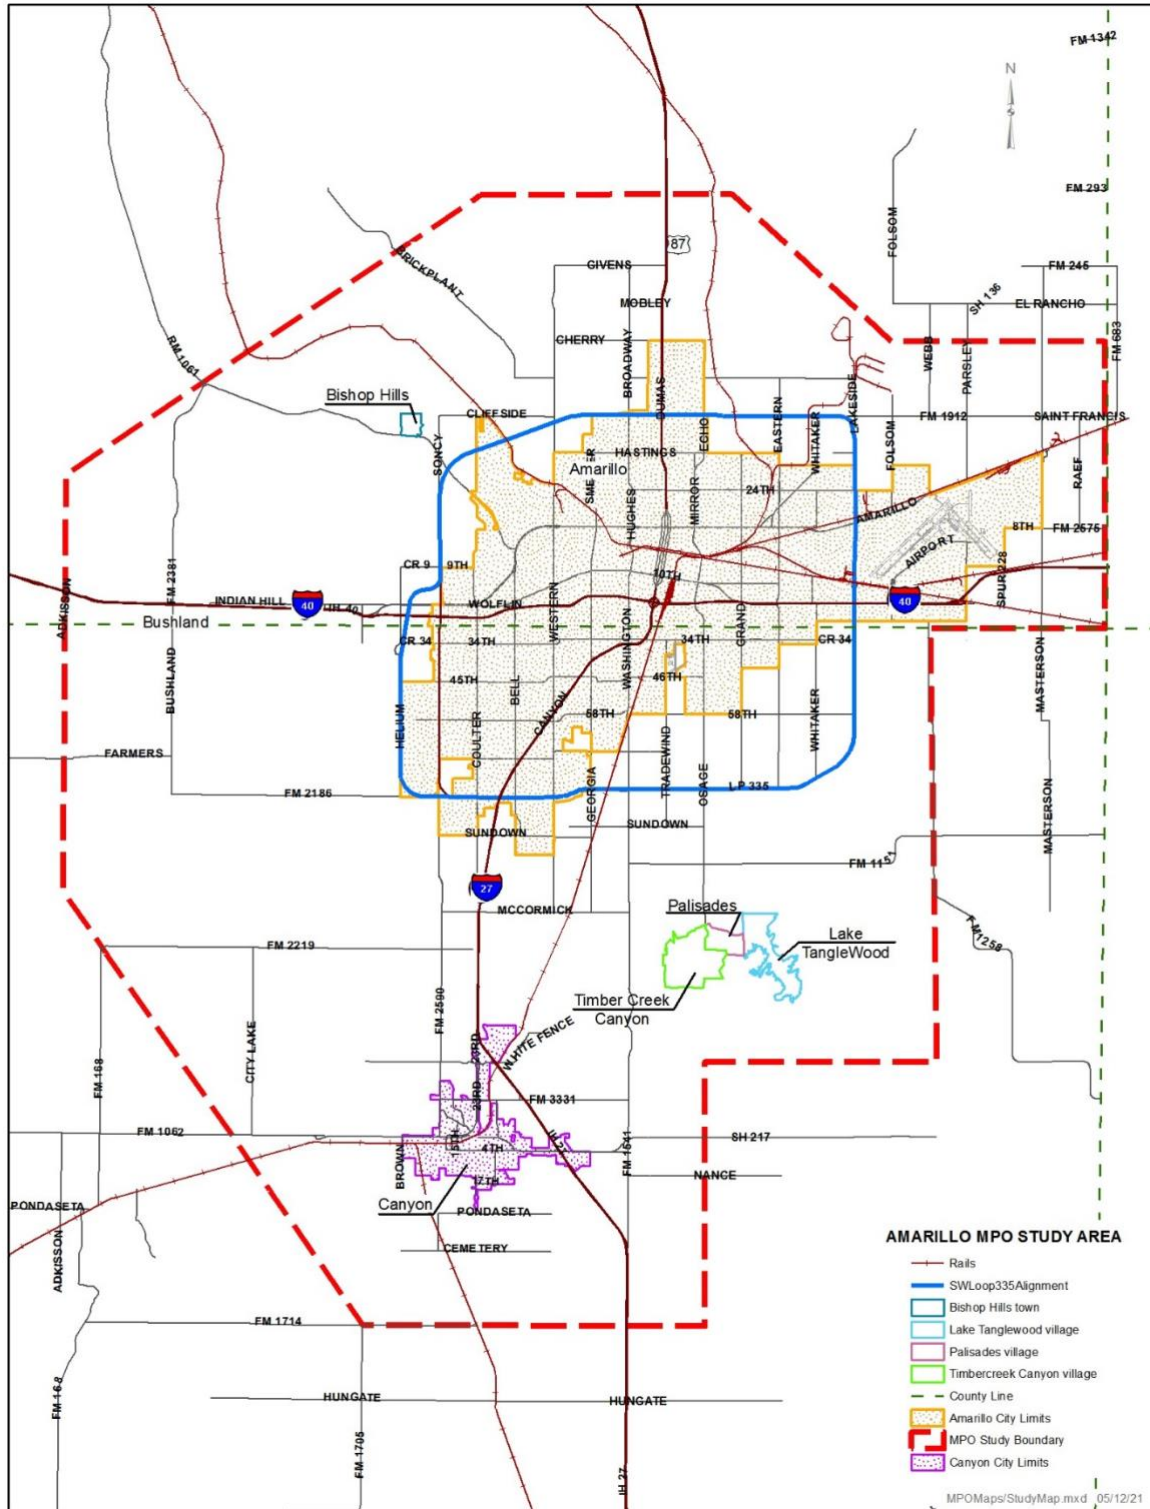 FM 1342
N
FM 293
FOLSOM
87
GIVENS
FM 245
BRICKPLANT
SH 136
MOBLEY
EL RANCHO
FM 683
RM 1061
CHERRY
BROADWAY
WEBB
PARSLEY
DUMAS
LAKESIDE
Bishop Hills
CLIFFSIDE
ECHO
EASTERN
WHITAKER
FM 1912
SAINT FRANCIS
SONCY
HASTINGS
FOLSOM
Amarillo
RAEF
HUGHES
MIRROR
24TH
AMARILLO
8TH
FM 2575
AIRPORT
FM 2381
CR 9
9TH
10TH
SPUR 228
ADKISSON
INDIAN HILL
40
IH 40
WOLFLIN
WESTERN
40
Bushland
CR 34
34TH
WASHINGTON
34TH
GRAND
CR 34
BUSHLAND
45TH
BELL
46TH
MASTERSON
HELIUM
COULTER
CANYON
58TH
58TH
WHITAKER
FARMERS
TRADEWIND
OSAGE
FM 2186
GEORGIA
LP 335
SUNDOWN
SUNDOWN
MASTERSON
FM 1151
27
MCCORMICK
Palisades
Lake
TangleWood
FM 2219
FM1258
Timber Creek
Canyon
FM 2590
WHITE FENCE
CITY LAKE
23RD
FM 168
23RD
FM 3331
FM 1062
15TH
4TH
IH 27
FM 1541
SH 217
BROWN
17TH
NANCE
Canyon
PONDASETA
PONDASETA
ADKISSON
CEMETERY
AMARILLO MPO STUDY AREA
Rails
SWLoop335Alignment
Bishop Hills town
FM 1714
Lake Tanglewood village
Palisades village
Timbercreek Canyon village
FM 168
HUNGATE
HUNGATE
County Line
Amarillo City Limits
FM 1705
MPO Study Boundary
IH 27
Canyon City Limits
MPOMaps/StudyMap.mxd 05/12/21